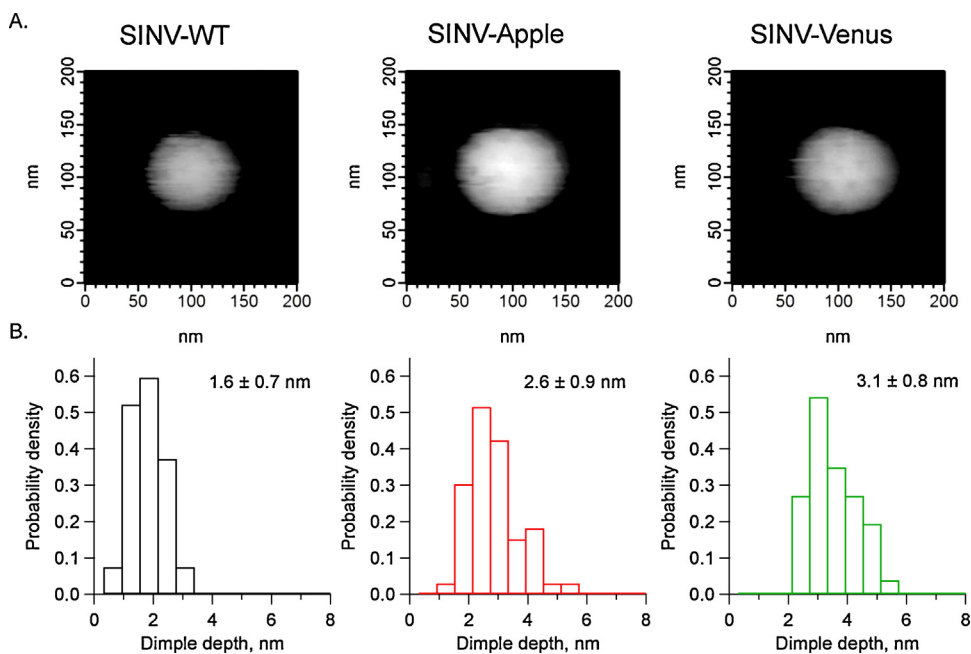 A.
SINV-WT
SINV-Apple
SINV-Venus
200
150
100
50
0
nm
0 50 100 150 200
nm
200
150
100
50
0
nm
0 50 100 150 200
nm
200
150
100
50
0
nm
0 50 100 150 200
nm
B.
1.6 ± 0.7 nm
Probability density
0.6
0.5
0.4
0.3
0.2
0.1
0.0
0 2 4 6 8
Dimple depth, nm
2.6 ± 0.9 nm
Probability density
0.6
0.5
0.4
0.3
0.2
0.1
0.0
0 2 4 6 8
Dimple depth, nm
3.1 ± 0.8 nm
Probability density
0.6
0.5
0.4
0.3
0.2
0.1
0.0
0 2 4 6 8
Dimple depth, nm